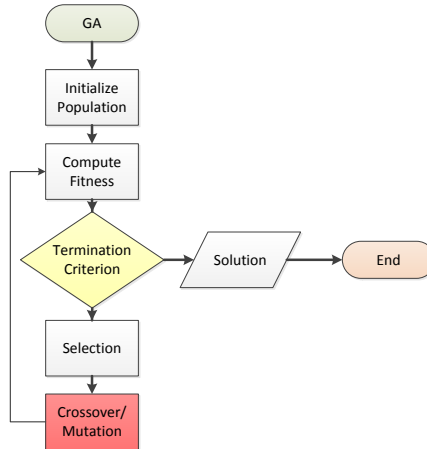 GA
Initialize
Population
Compute
Fitness
Termination
Criterion
Solution
End
Selection
Crossover/
Mutation